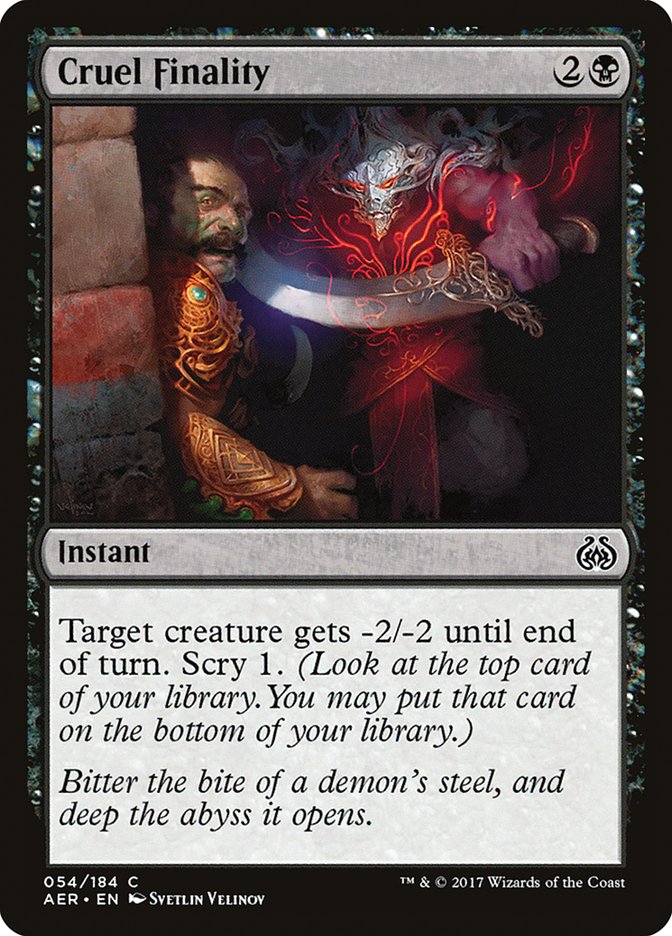 Cruel Finality 2
Instant
Target creature gets -2/-2 until end
of turn. Scry 1. (Look at the top card
of your library. You may put that card
on the bottom of your library.)
Bitter the bite of a demon's steel, and
deep the abyss it opens.
054/184 C
AER • EN Svetlin Velinov
™ & © 2017 Wizards of the Coast